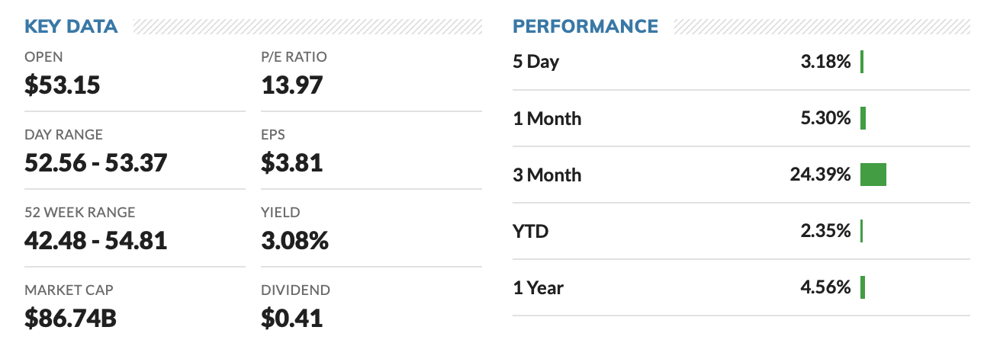 KEY DATA
OPEN
$53.15
P/E RATIO
13.97
DAY RANGE
52.56 - 53.37
EPS
$3.81
52 WEEK RANGE
42.48 - 54.81
YIELD
3.08%
MARKET CAP
$86.74B
DIVIDEND
$0.41
PERFORMANCE
5 Day 3.18%
1 Month 5.30%
3 Month 24.39%
YTD 2.35%
1 Year 4.56%